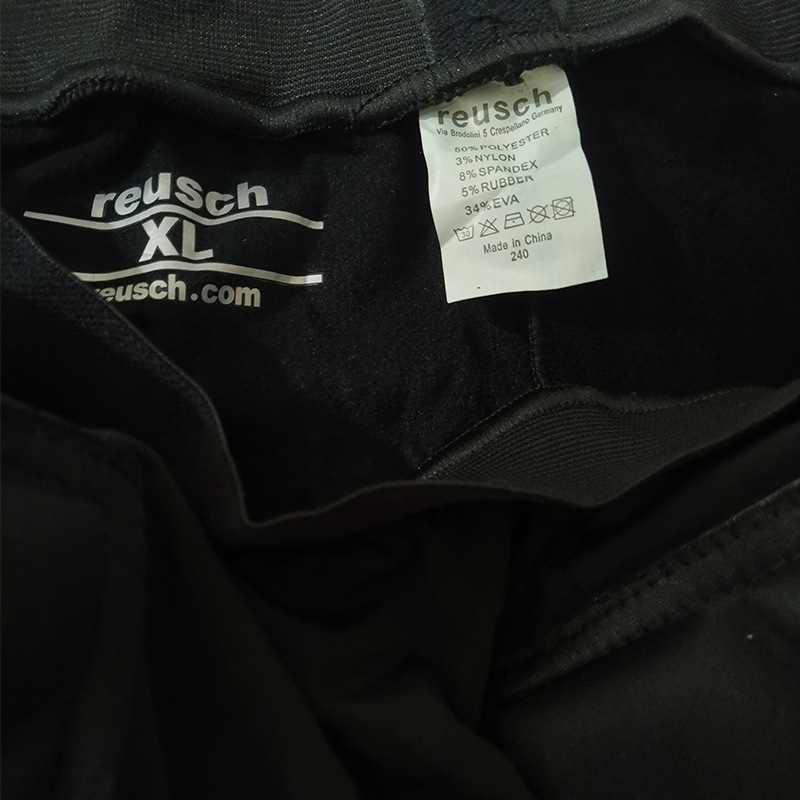 reusch
XL
reusch.com
reusch
Via Brodolini 5 Crespellano Germany
50% POLYESTER
3% NYLON
8% SPANDEX
5% RUBBER
34% EVA
30
Made in China
240